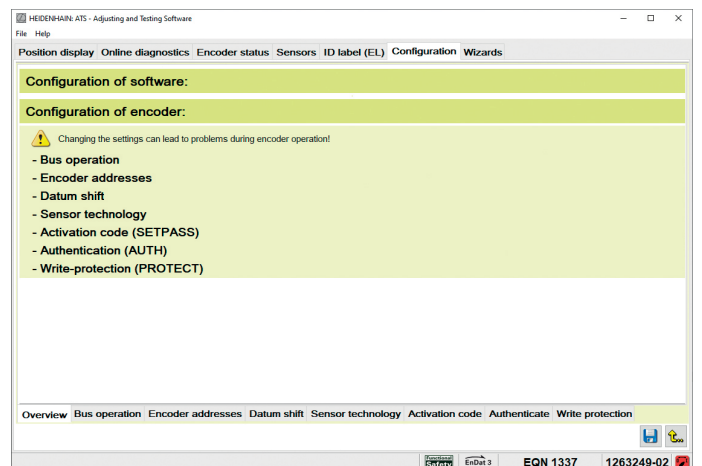 HEIDENHAIN: ATS - Adjusting and Testing Software
File Help
Position display Online diagnostics Encoder status Sensors ID label (EL) Configuration Wizards
Configuration of software:
Configuration of encoder:
Changing the settings can lead to problems during encoder operation!
- Bus operation
- Encoder addresses
- Datum shift
- Sensor technology
- Activation code (SETPASS)
- Authentication (AUTH)
- Write-protection (PROTECT)
Overview Bus operation Encoder addresses Datum shift Sensor technology Activation code Authenticate Write protection
Functional Safety EnDat 3 EQN 1337 1263249-02